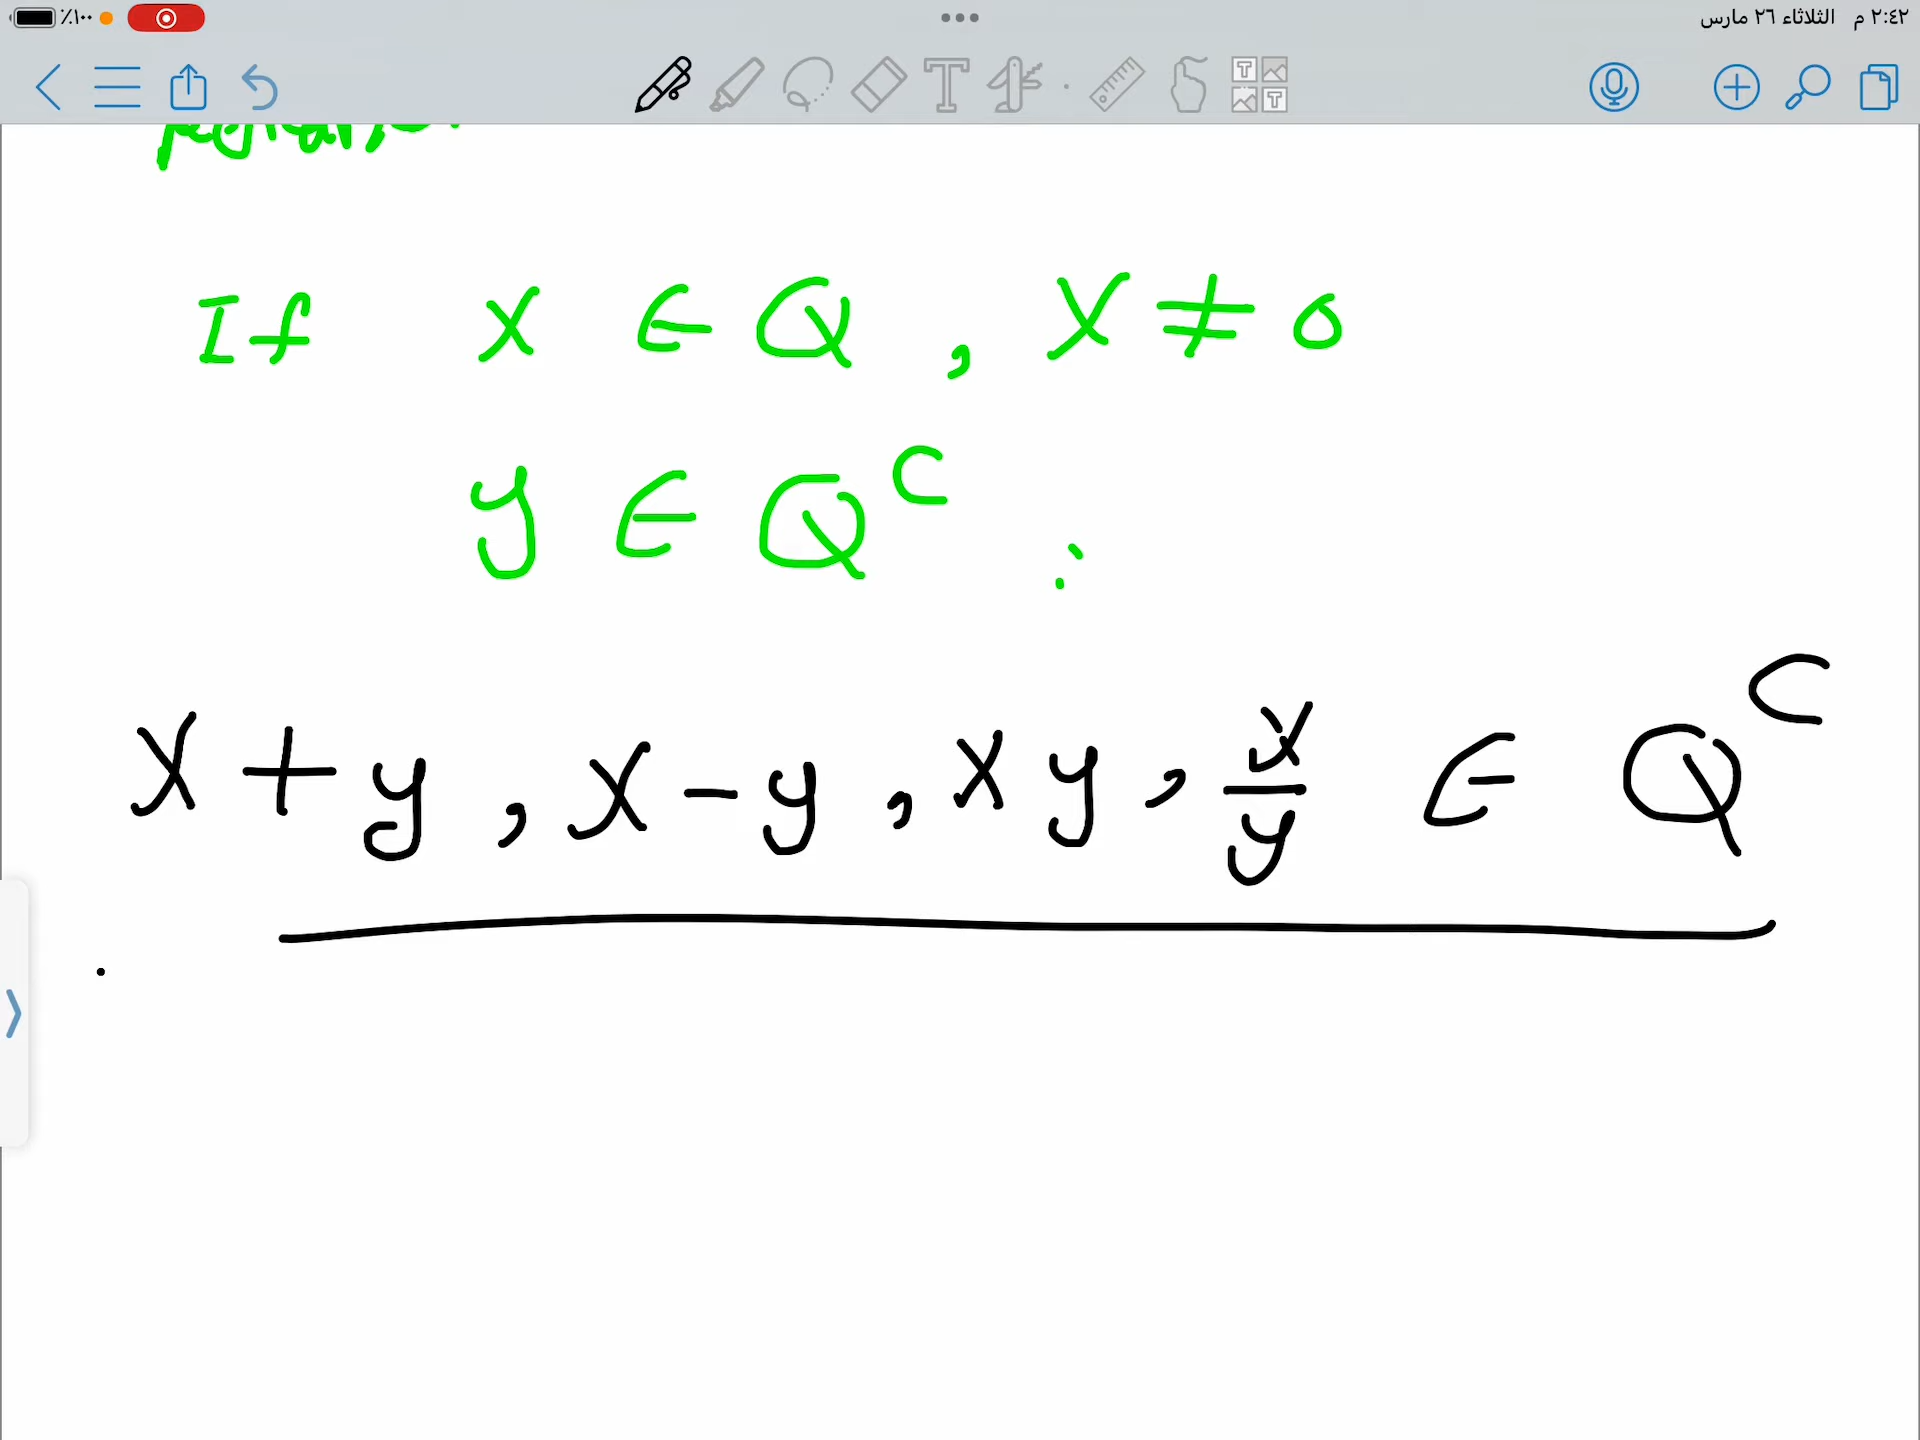 ٪١٠٠ الثلاثاء ٢٦ مارس ٢:٤٢ م
If x ∈ Q , x ≠ 0
y ∈ Q^C :
x + y , x - y , x y , x/y ∈ Q^C